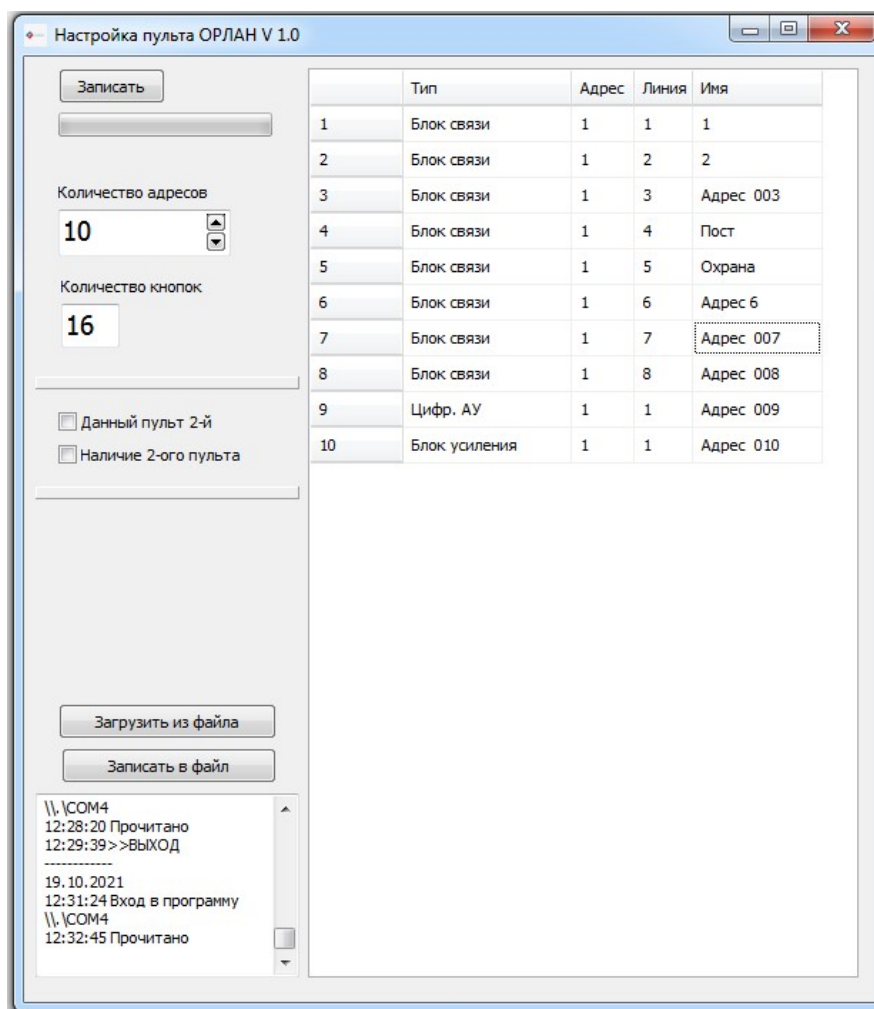 Настройка пульта ОРЛАН V 1.0
Записать
Количество адресов
10
Количество кнопок
16
Данный пульт 2-й
Наличие 2-ого пульта
Загрузить из файла
Записать в файл
\\.\COM4
12:28:20 Прочитано
12:29:39>>ВЫХОД
------------
19.10.2021
12:31:24 Вход в программу
\\.\COM4
12:32:45 Прочитано
Тип Адрес Линия Имя
1 Блок связи 1 1 1
2 Блок связи 1 2 2
3 Блок связи 1 3 Адрес 003
4 Блок связи 1 4 Пост
5 Блок связи 1 5 Охрана
6 Блок связи 1 6 Адрес 6
7 Блок связи 1 7 Адрес 007
8 Блок связи 1 8 Адрес 008
9 Цифр. АУ 1 1 Адрес 009
10 Блок усиления 1 1 Адрес 010